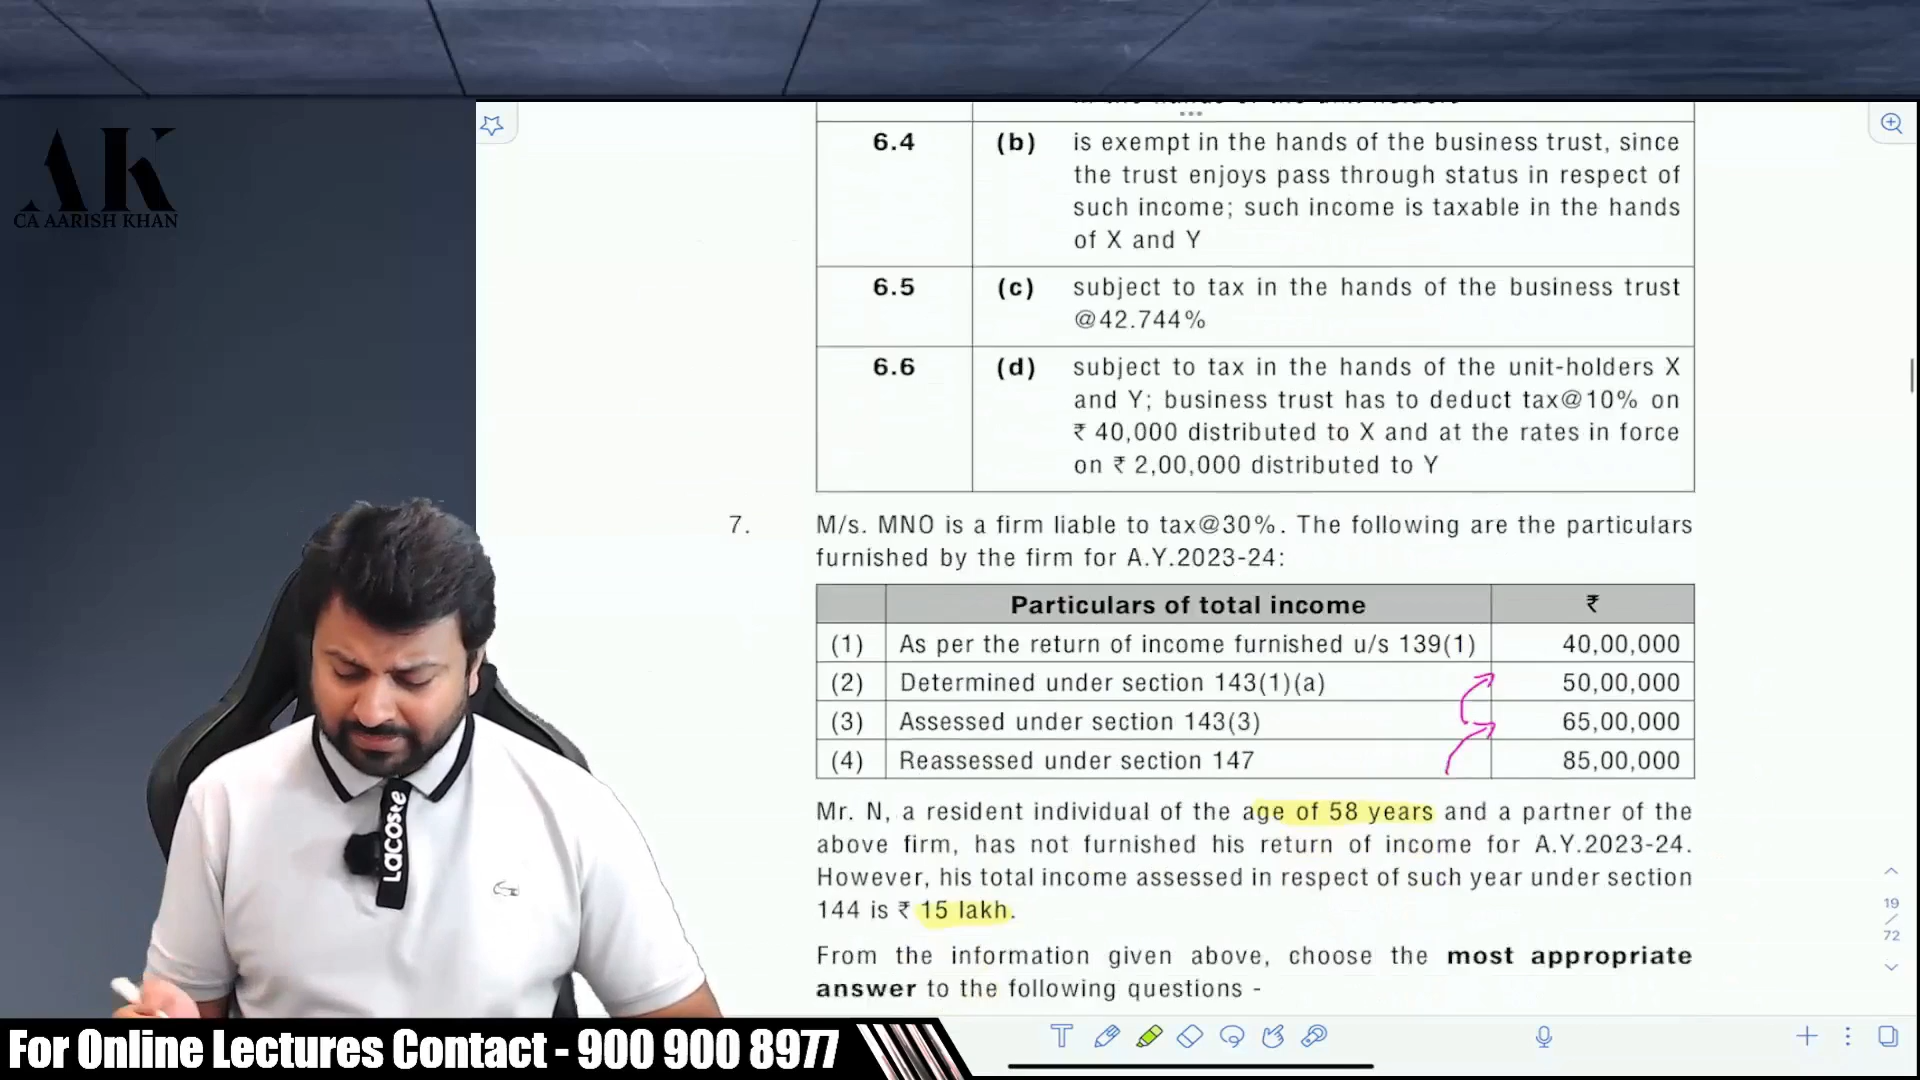 AK
CA AARISH KHAN
6.4 (b) is exempt in the hands of the business trust, since
the trust enjoys pass through status in respect of
such income; such income is taxable in the hands
of X and Y
6.5 (c) subject to tax in the hands of the business trust
@42.744%
6.6 (d) subject to tax in the hands of the unit-holders X
and Y; business trust has to deduct tax@10% on
₹ 40,000 distributed to X and at the rates in force
on ₹ 2,00,000 distributed to Y
7. M/s. MNO is a firm liable to tax@30%. The following are the particulars
furnished by the firm for A.Y.2023-24:
Particulars of total income ₹
(1) As per the return of income furnished u/s 139(1) 40,00,000
(2) Determined under section 143(1)(a) 50,00,000
(3) Assessed under section 143(3) 65,00,000
(4) Reassessed under section 147 85,00,000
Mr. N, a resident individual of the age of 58 years and a partner of the
above firm, has not furnished his return of income for A.Y.2023-24.
However, his total income assessed in respect of such year under section
144 is ₹ 15 lakh.
From the information given above, choose the most appropriate
answer to the following questions -
19
/
72
Lacoste
For Online Lectures Contact - 900 900 8977